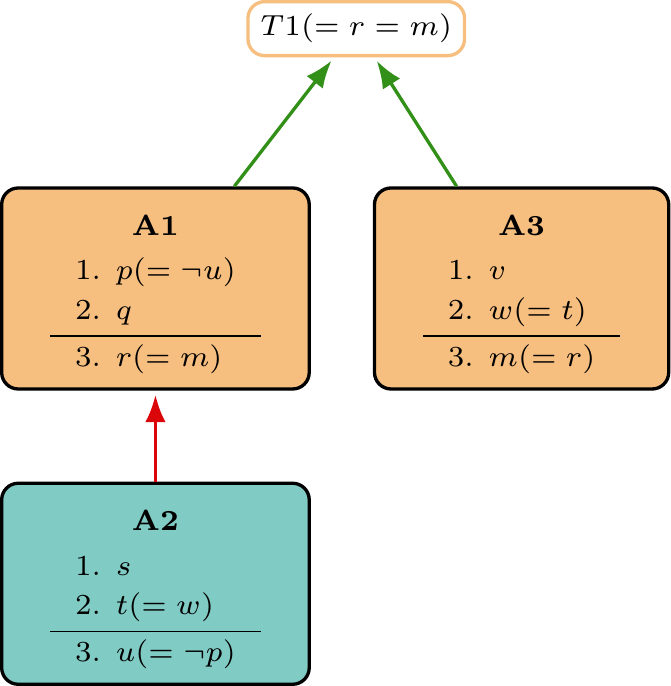 T1(= r = m)
A1
1. p(= ¬u)
2. q
3. r(= m)
A3
1. v
2. w(= t)
3. m(= r)
A2
1. s
2. t(= w)
3. u(= ¬p)